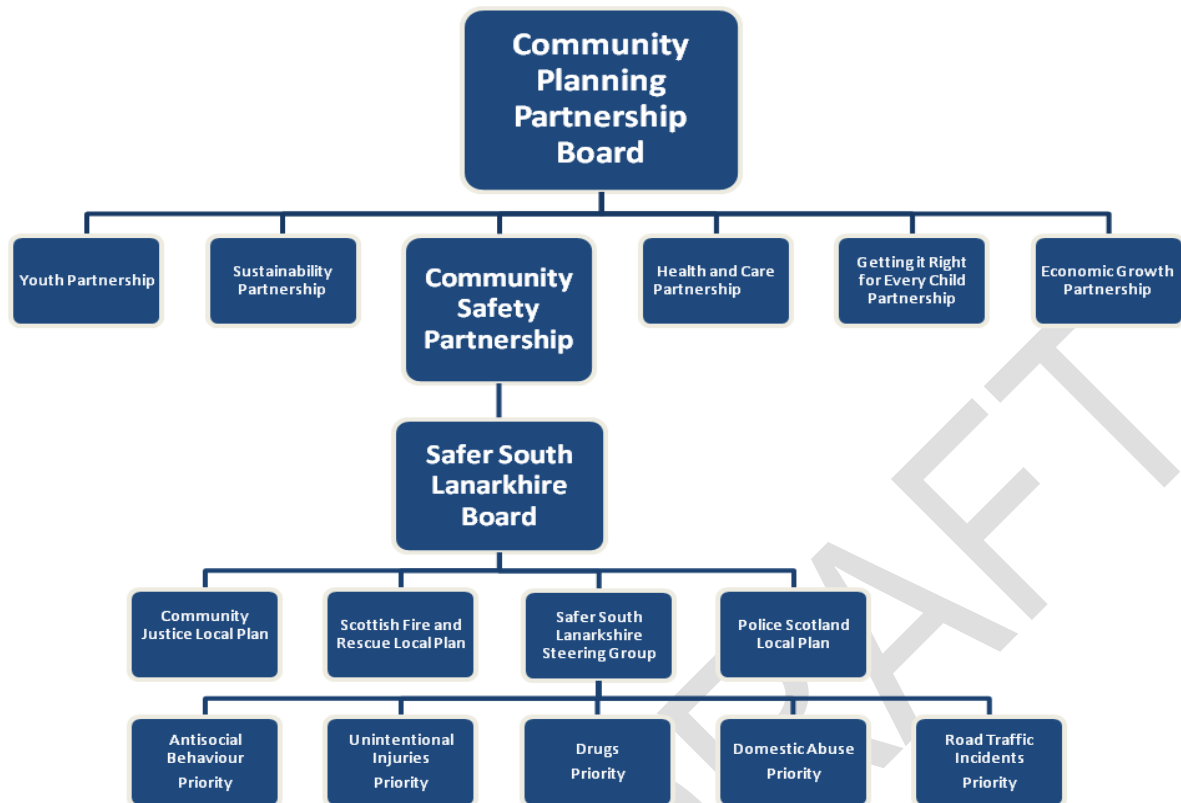 Community
Planning
Partnership
Board
Youth Partnership
Sustainability
Partnership
Community
Safety
Partnership
Health and Care
Partnership
Getting it Right
for Every Child
Partnership
Economic Growth
Partnership
Safer South
Lanarkhire
Board
Community
Justice Local Plan
Scottish Fire and
Rescue Local Plan
Safer South
Lanarkshire
Steering Group
Police Scotland
Local Plan
Antisocial
Behaviour
Priority
Unintentional
Injuries
Priority
Drugs
Priority
Domestic Abuse
Priority
Road Traffic
Incidents
Priority
DRAFT